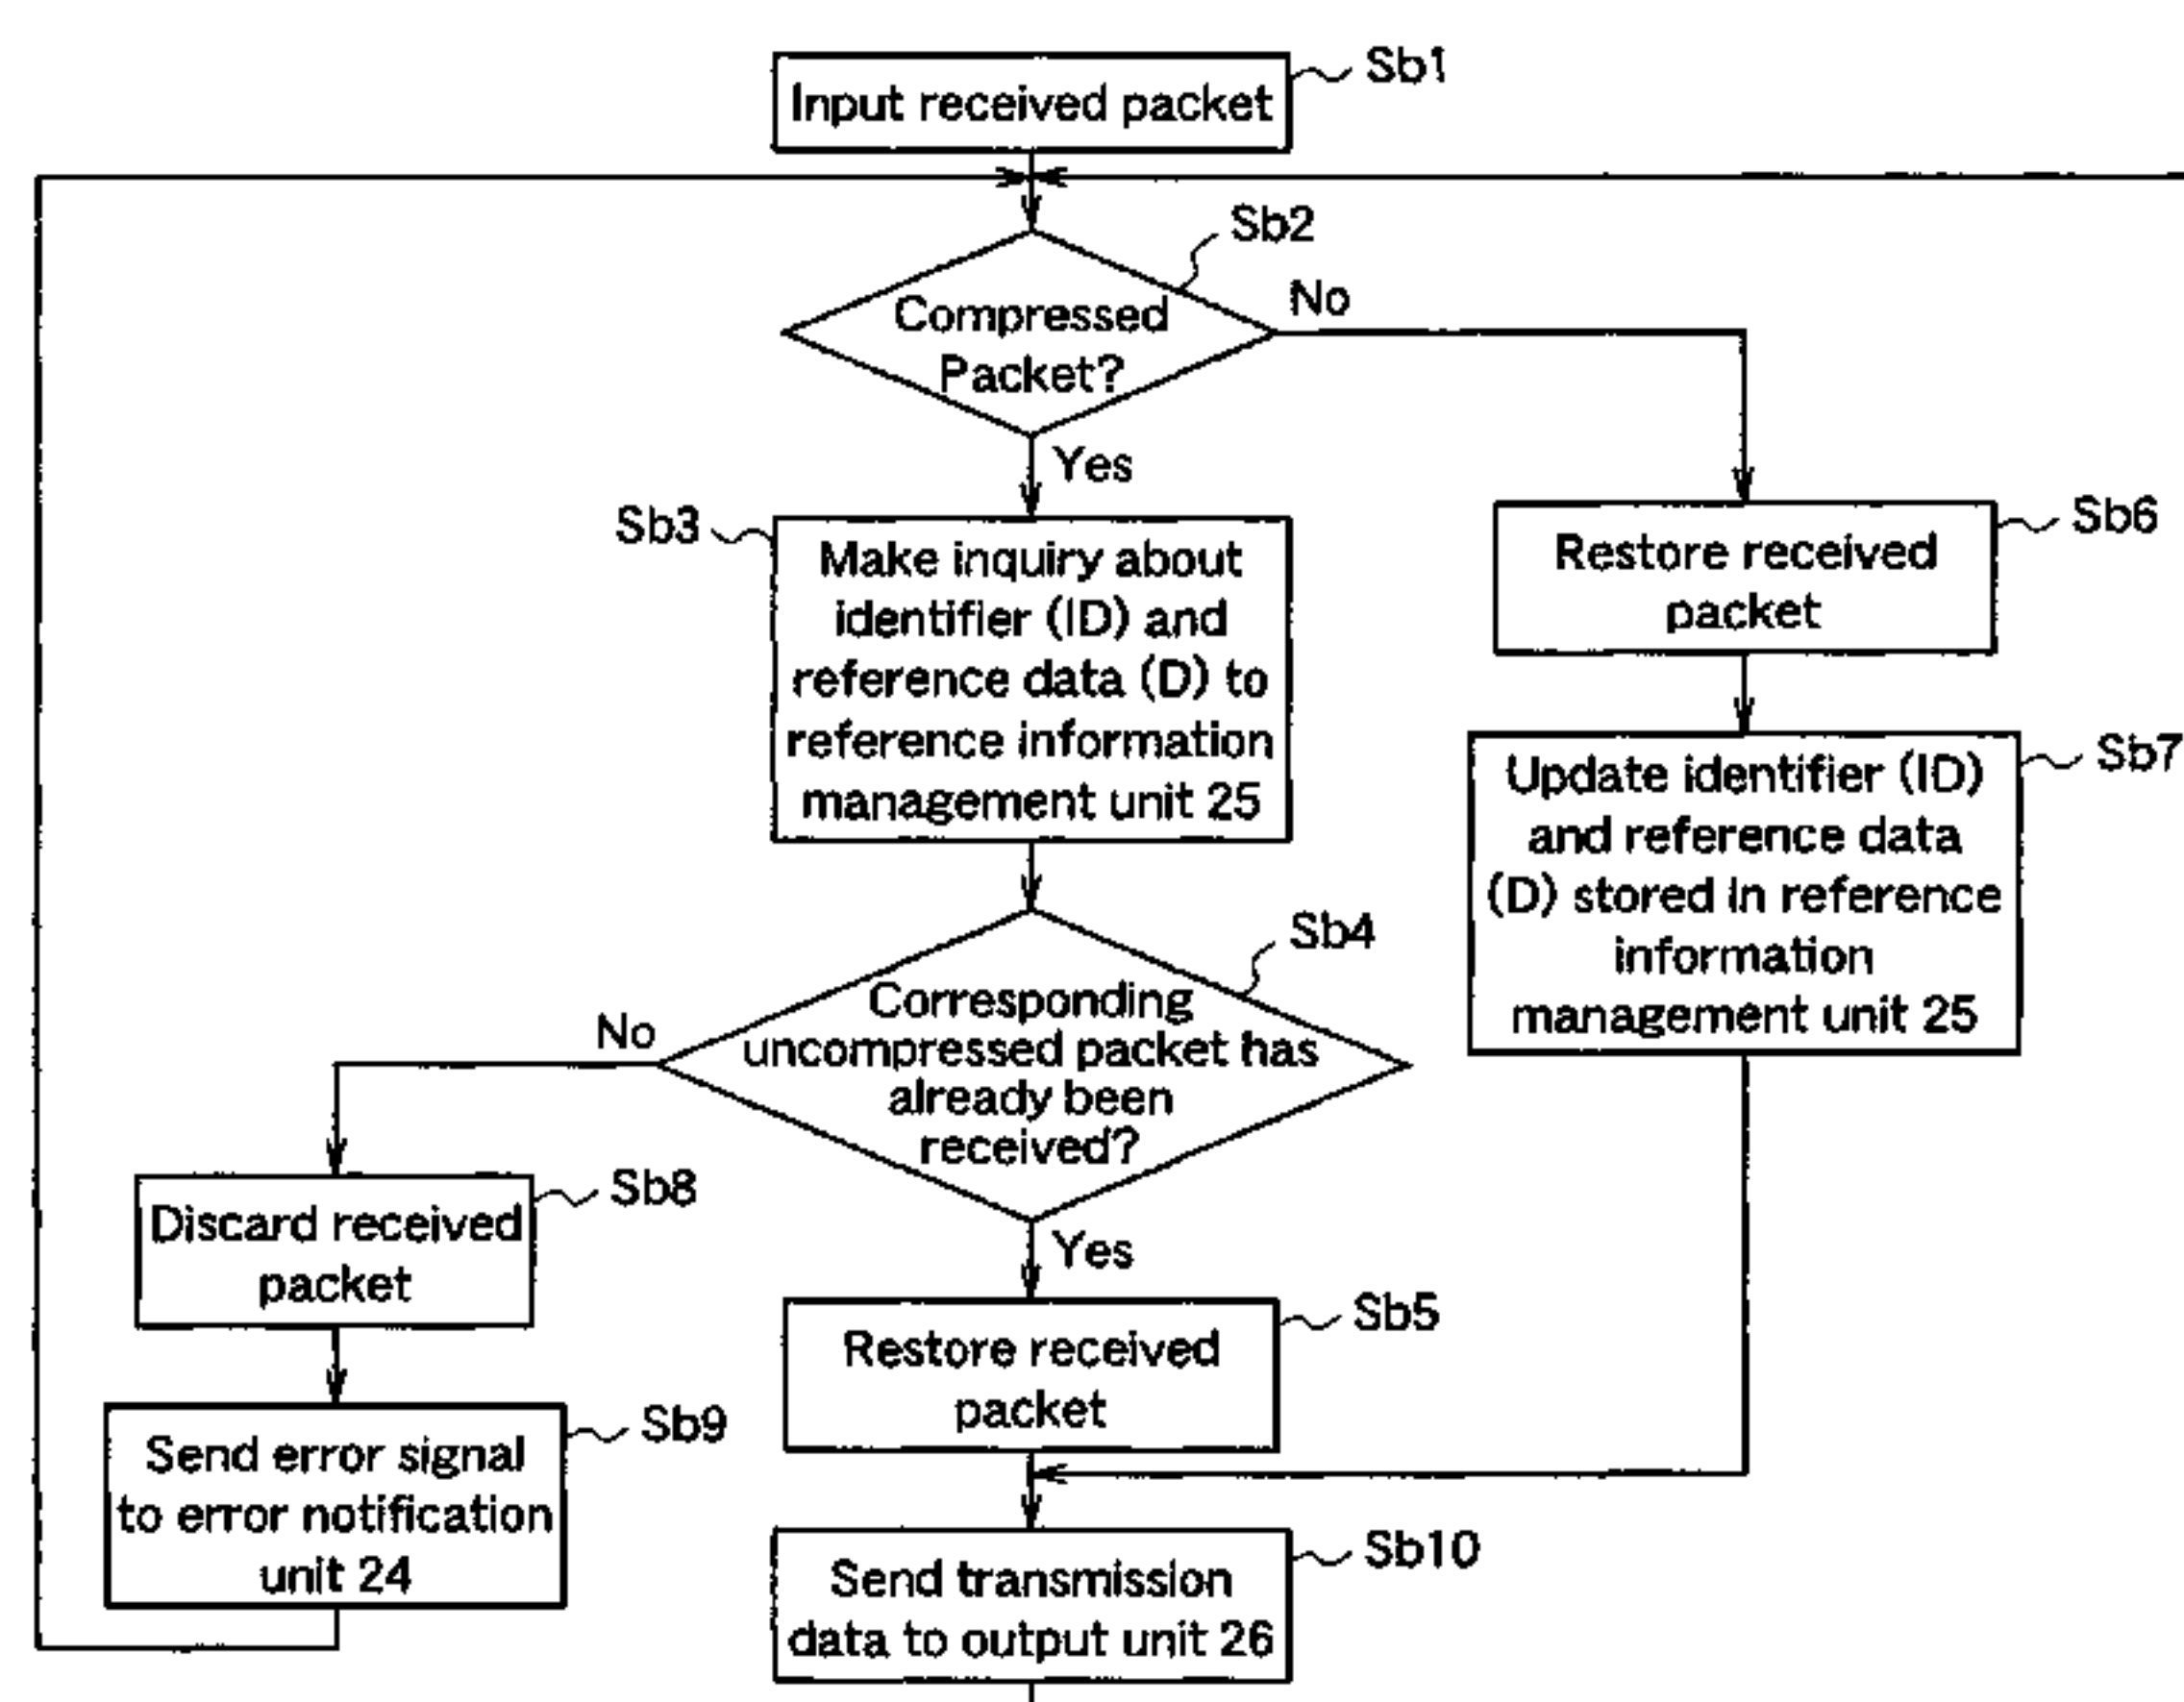 Input received packet
Sb1
Sb2
Compressed
Packet?
No
Yes
Sb3
Make inquiry about
identifier (ID) and
reference data (D) to
reference information
management unit 25
Sb6
Restore received
packet
Sb7
Update identifier (ID)
and reference data
(D) stored in reference
information
management unit 25
Sb4
Corresponding
uncompressed packet has
already been
received?
No
Yes
Sb8
Discard received
packet
Sb5
Restore received
packet
Sb9
Send error signal
to error notification
unit 24
Sb10
Send transmission
data to output unit 26